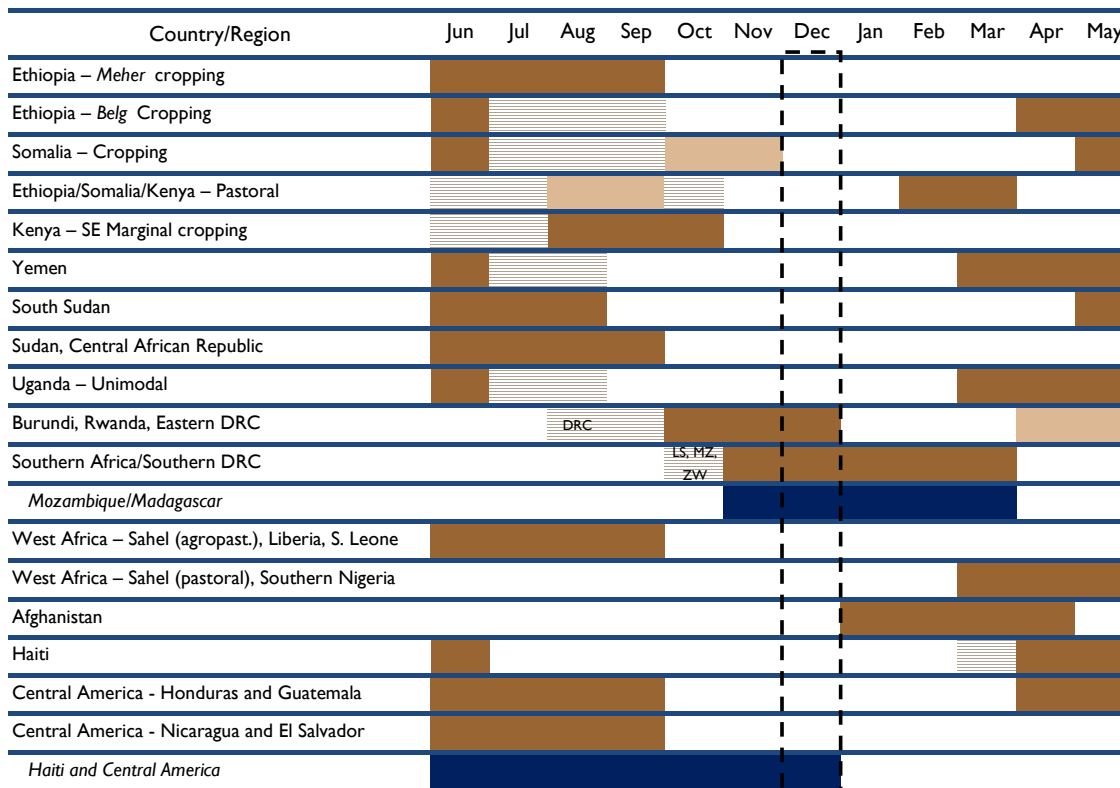 Country/Region Jun Jul Aug Sep Oct Nov Dec Jan Feb Mar Apr May
Ethiopia – Meher cropping
Ethiopia – Belg Cropping
Somalia – Cropping
Ethiopia/Somalia/Kenya – Pastoral
Kenya – SE Marginal cropping
Yemen
South Sudan
Sudan, Central African Republic
Uganda – Unimodal
Burundi, Rwanda, Eastern DRC DRC
Southern Africa/Southern DRC LS, MZ,
ZW
Mozambique/Madagascar
West Africa – Sahel (agropast.), Liberia, S. Leone
West Africa – Sahel (pastoral), Southern Nigeria
Afghanistan
Haiti
Central America - Honduras and Guatemala
Central America - Nicaragua and El Salvador
Haiti and Central America